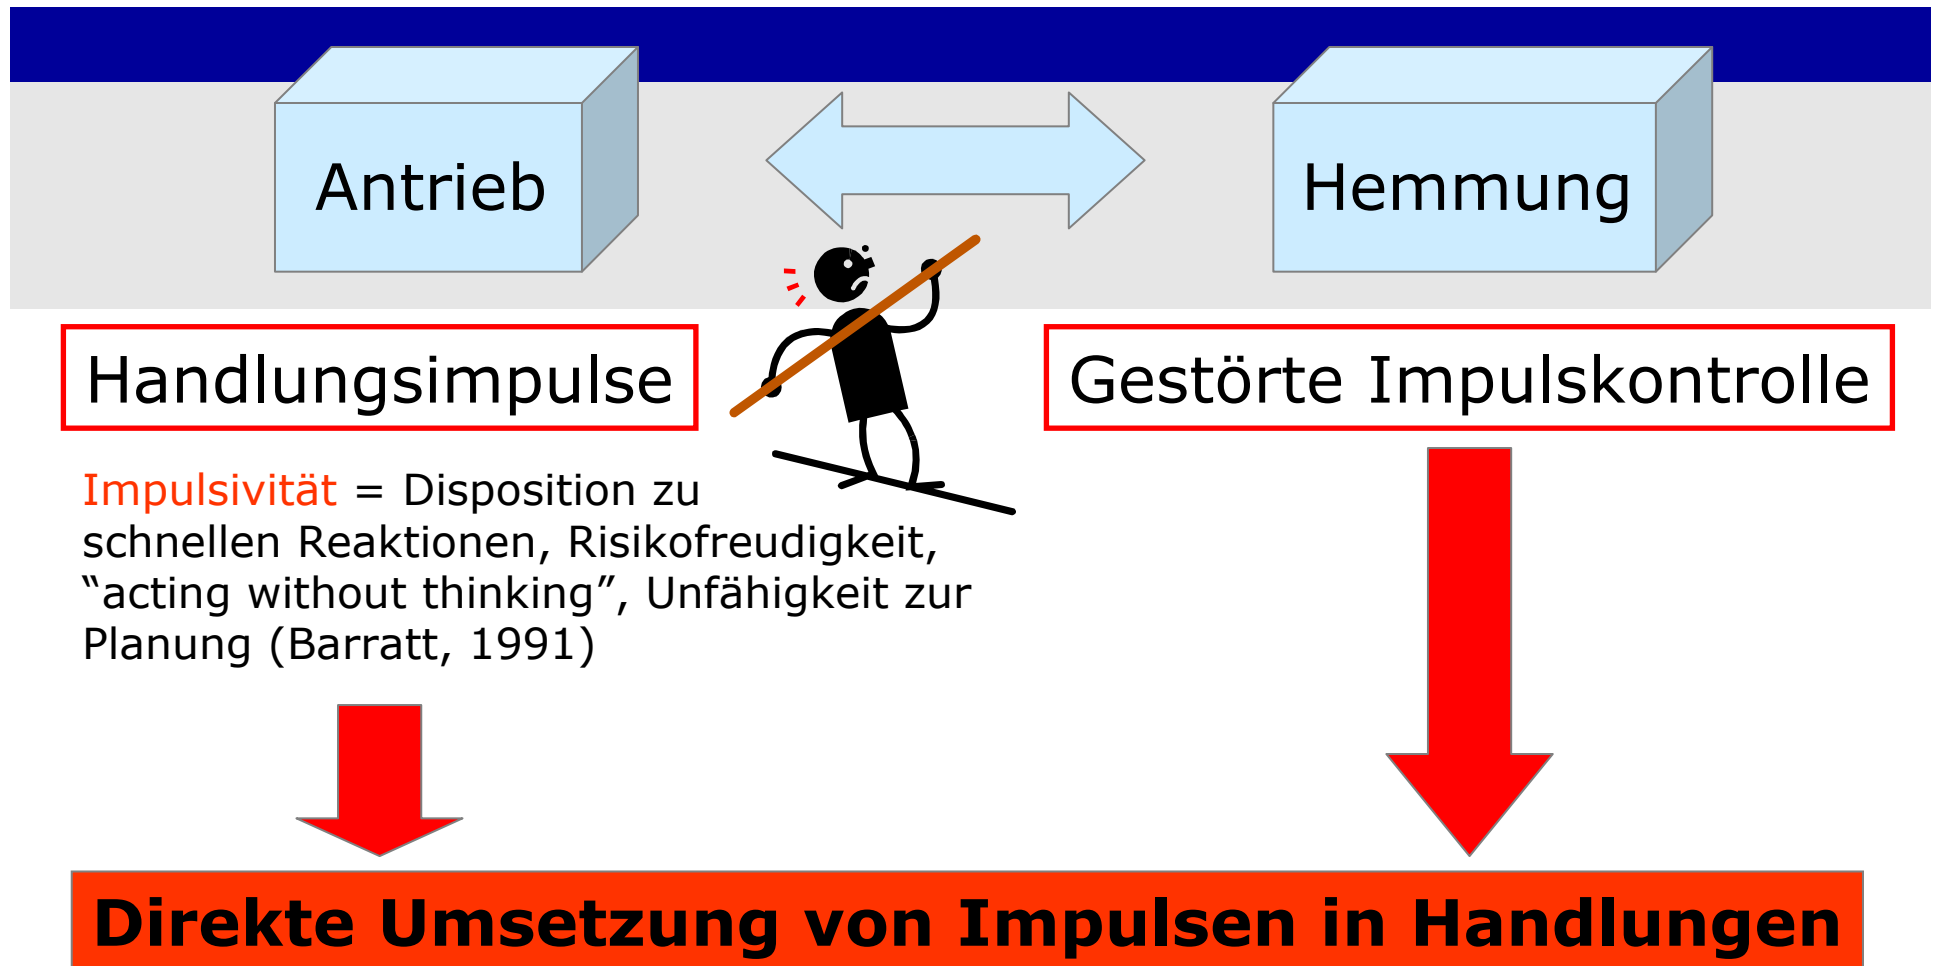 Antrieb
Hemmung
Handlungsimpulse
Gestörte Impulskontrolle
Impulsivität = Disposition zu
schnellen Reaktionen, Risikofreudigkeit,
“acting without thinking”, Unfähigkeit zur
Planung (Barratt, 1991)
Direkte Umsetzung von Impulsen in Handlungen